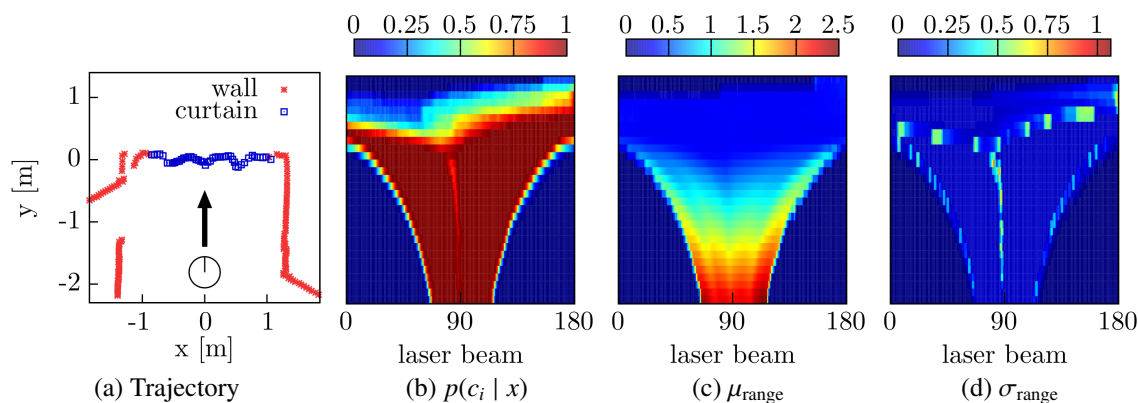 0 0.25 0.5 0.75 1
0 0.5 1 1.5 2 2.5
0 0.25 0.5 0.75 1
wall
curtain
1
0
-1
-2
y [m]
-1 0 1
x [m]
0 90 180
laser beam
0 90 180
laser beam
0 90 180
laser beam
(a) Trajectory
(b) p(c_i | x)
(c) μ_range
(d) σ_range